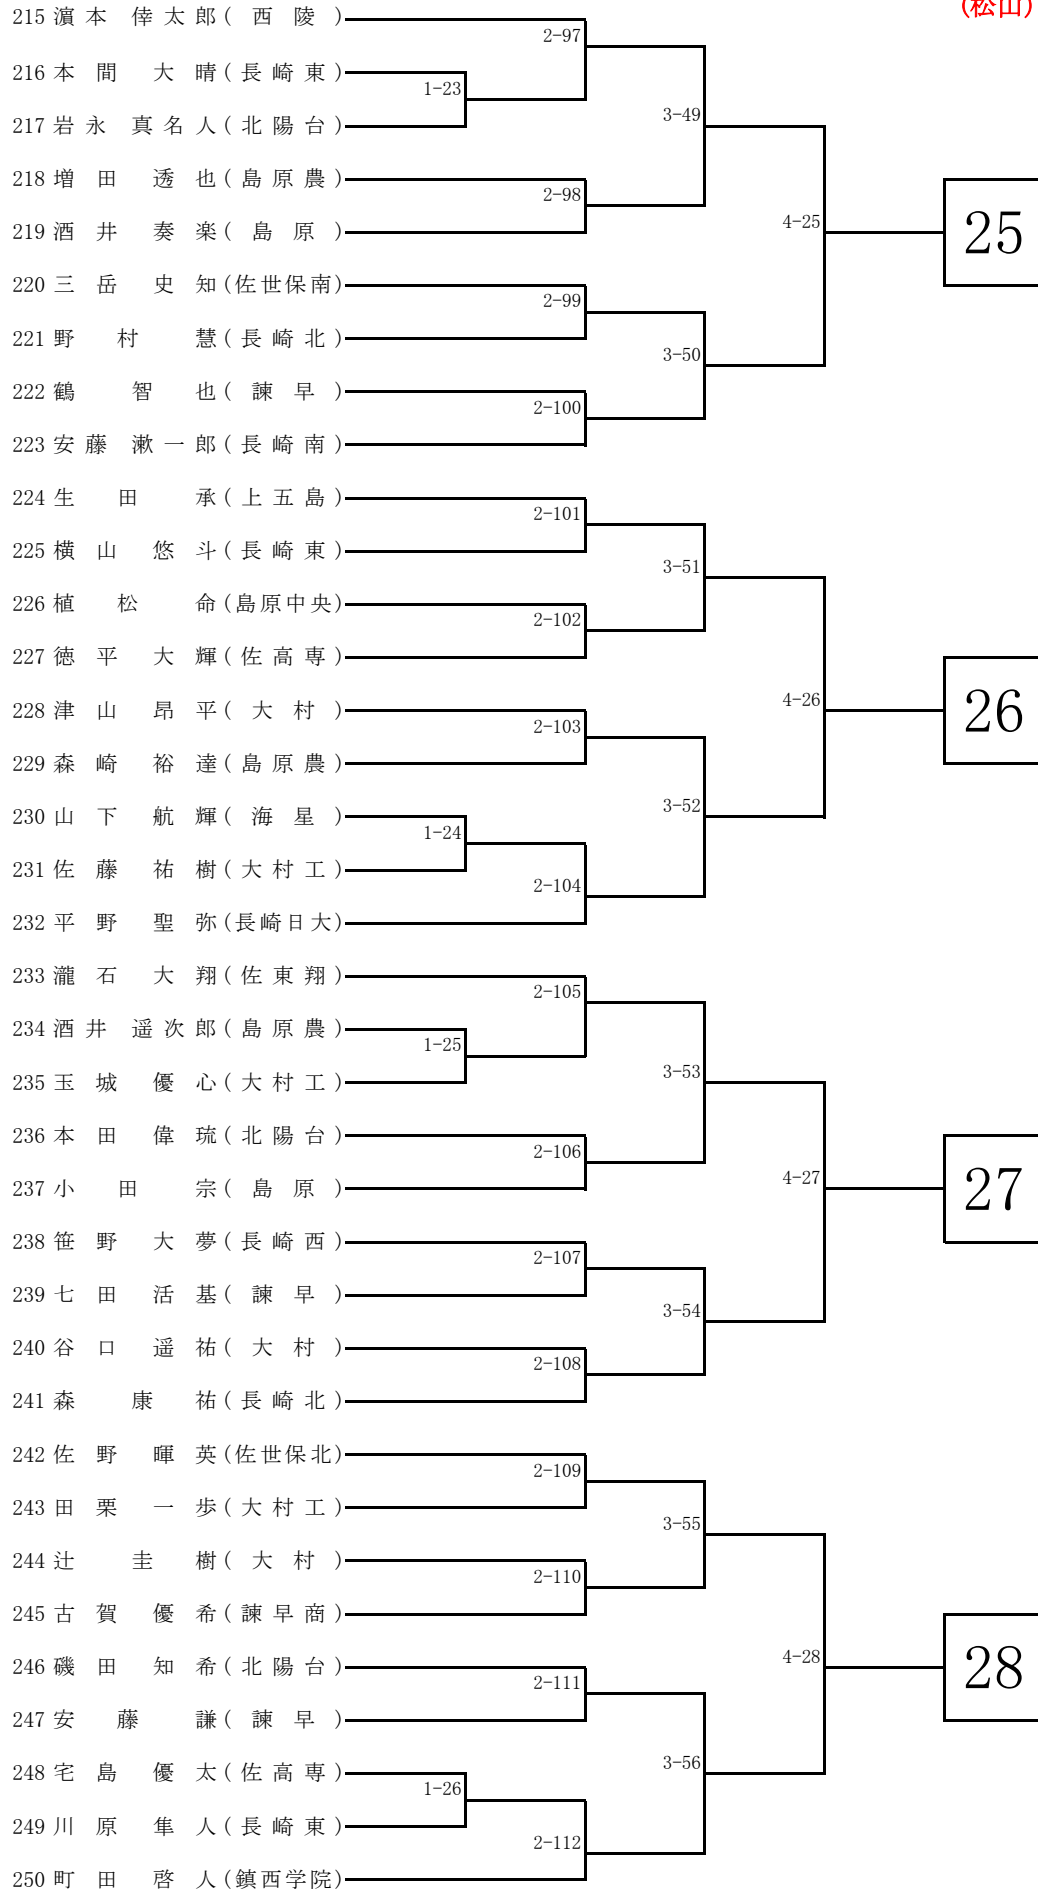 (松山)
215 濵本 倖太郎(西陵)
2-97
216 本間 大晴(長崎東)
1-23
217 岩永 真名人(北陽台)
3-49
218 増田 透也(島原農)
2-98
219 酒井 奏楽(島原)
4-25
25
220 三岳 史知(佐世保南)
2-99
221 野村 慧(長崎北)
3-50
222 鶴 智也(諫早)
2-100
223 安藤 漱一郎(長崎南)
224 生田 承(上五島)
2-101
225 横山 悠斗(長崎東)
3-51
226 植松 命(島原中央)
2-102
227 徳平 大輝(佐高専)
4-26
26
228 津山 昂平(大村)
2-103
229 森崎 裕達(島原農)
3-52
230 山下 航輝(海星)
1-24
231 佐藤 祐樹(大村工)
2-104
232 平野 聖弥(長崎日大)
233 瀧石 大翔(佐東翔)
2-105
234 酒井 遥次郎(島原農)
1-25
235 玉城 優心(大村工)
3-53
236 本田 偉琉(北陽台)
2-106
237 小田 宗(島原)
4-27
27
238 笹野 大夢(長崎西)
2-107
239 七田 活基(諫早)
3-54
240 谷口 遥祐(大村)
2-108
241 森 康祐(長崎北)
242 佐野 暉英(佐世保北)
2-109
243 田栗 一歩(大村工)
3-55
244 辻 圭樹(大村)
2-110
245 古賀 優希(諫早商)
4-28
28
246 磯田 知希(北陽台)
2-111
247 安藤 謙(諫早)
3-56
248 宅島 優太(佐高専)
1-26
249 川原 隼人(長崎東)
2-112
250 町田 啓人(鎮西学院)